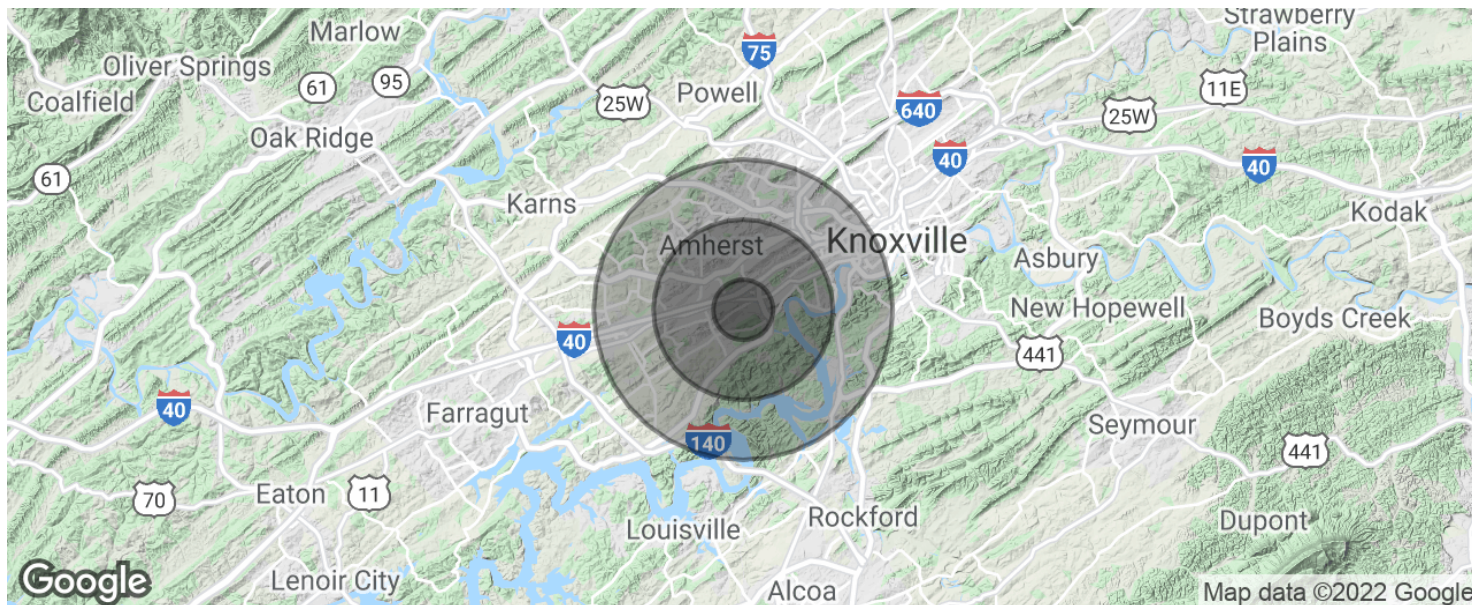 Marlow
Strawberry
Plains
75
Oliver Springs
61
95
11E
Coalfield
25W
Powell
640
25W
Oak Ridge
40
40
61
Karns
Kodak
Amherst
Knoxville
Asbury
New Hopewell
Boyds Creek
40
441
40
Farragut
Seymour
140
441
70
Eaton
11
Louisville
Rockford
Dupont
Google
Lenoir City
Alcoa
Map data ©2022 Google